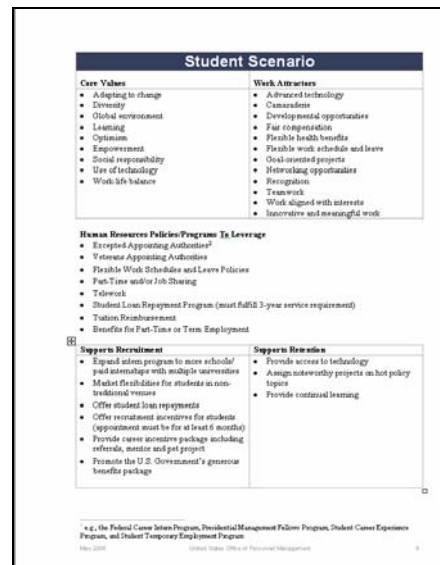 Student Scenario
Core Values
Adapting to change
Diversity
Global environment
Learning
Optimism
Empowerment
Social responsibility
Use of technology
Work-life balance
Work Attractors
Advanced technology
Camaraderie
Developmental opportunities
Fair compensation
Flexible health benefits
Flexible work schedule and leave
Goal-oriented projects
Networking opportunities
Recognition
Teamwork
Work aligned with interests
Innovative and meaningful work
Human Resources Policies/Programs To Leverage
Excepted Appointing Authorities²
Veterans Appointing Authorities
Flexible Work Schedules and Leave Policies
Part-Time and/or Job Sharing
Telework
Student Loan Repayment Program (must fulfill 3-year service requirement)
Tuition Reimbursement
Benefits for Part-Time or Term Employment
Supports Recruitment
Expand intern program to more schools/
paid internships with multiple universities
Market flexibilities for students in non-
traditional venues
Offer student loan repayments
Offer recruitment incentives for students
(appointment must be for at least 6 months)
Provide career incentive package including
referrals, mentor and pet project
Promote the U.S. Government's generous
benefits package
Supports Retention
Provide access to technology
Assign noteworthy projects on hot policy
topics
Provide continual learning
e.g., the Federal Career Intern Program, Presidential Management Fellows Program, Student Career Experience
Program, and Student Temporary Employment Program
May 2006 United States Office of Personnel Management